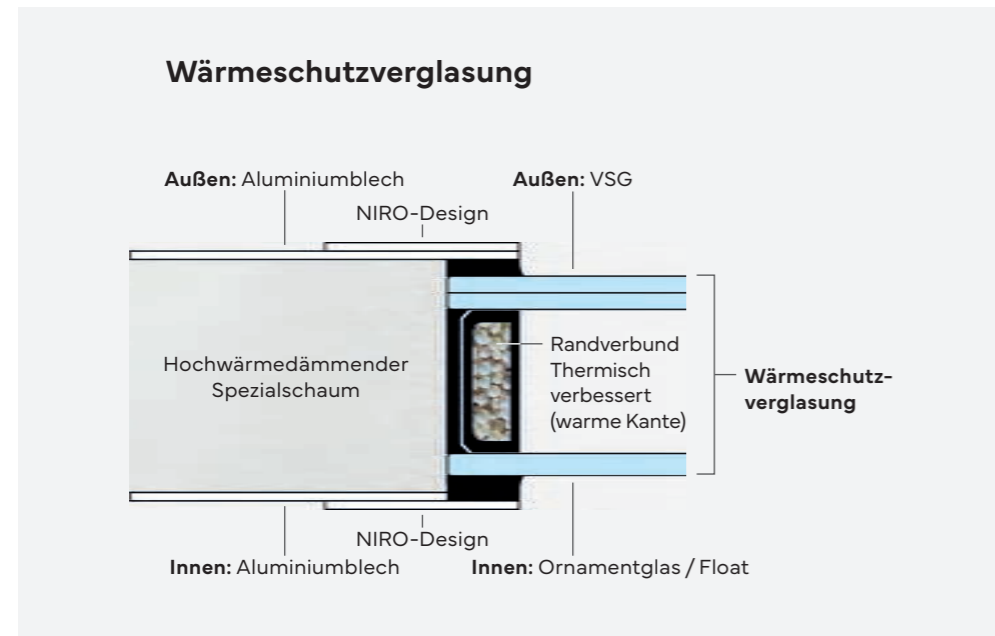 Wärmeschutzverglasung
Außen: Aluminiumblech
Außen: VSG
NIRO-Design
Hochwärmedämmender
Spezialschaum
Randverbund
Thermisch
verbessert
(warme Kante)
Wärmeschutz-
verglasung
NIRO-Design
Innen: Aluminiumblech
Innen: Ornamentglas / Float